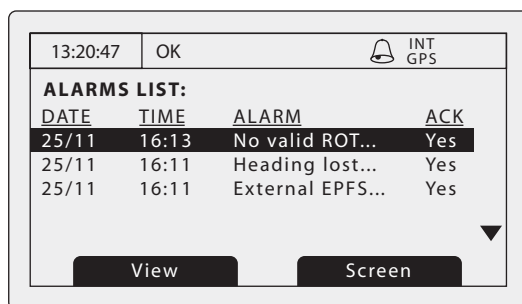 13:20:47 OK INT
GPS
ALARMS LIST:
DATE TIME ALARM ACK
25/11 16:13 No valid ROT... Yes
25/11 16:11 Heading lost... Yes
25/11 16:11 External EPFS... Yes
View Screen